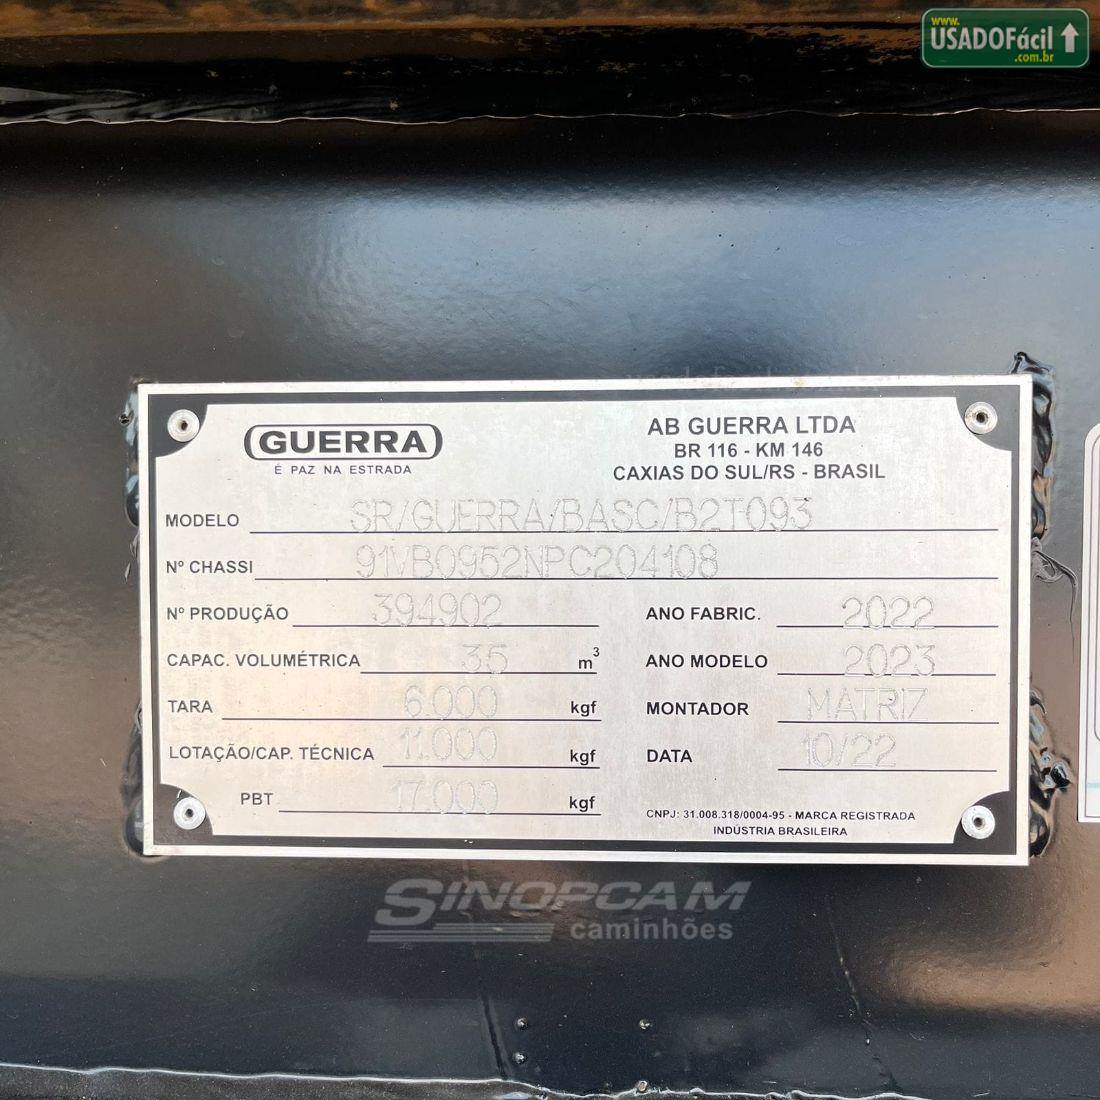 www.
USADOFácil
.com.br
GUERRA
É PAZ NA ESTRADA
AB GUERRA LTDA
BR 116 - KM 146
CAXIAS DO SUL/RS - BRASIL
MODELO SR/GUERRA/BASC/B2T093
Nº CHASSI 91VB0952NPC204108
Nº PRODUÇÃO 394902
ANO FABRIC. 2022
CAPAC. VOLUMÉTRICA 35 m³
ANO MODELO 2023
TARA 6.000 kgf
MONTADOR MATRIZ
LOTAÇÃO/CAP. TÉCNICA 11.000 kgf
DATA 10/22
PBT 17.000 kgf
CNPJ: 31.008.318/0004-95 - MARCA REGISTRADA
INDÚSTRIA BRASILEIRA
SINOPCAM
caminhões